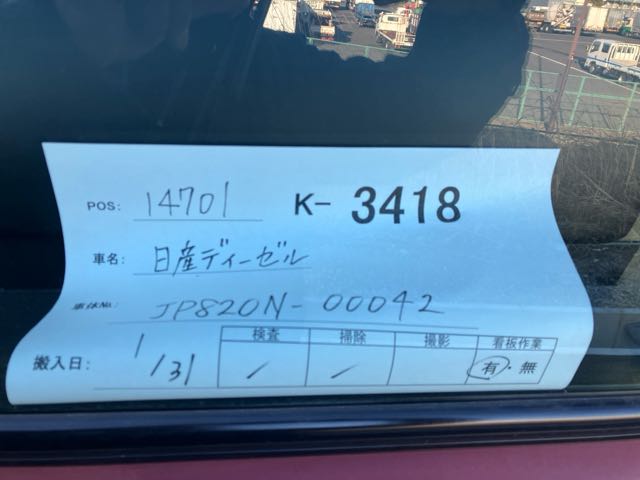 POS: 14701 K- 3418
車名: 日産ディーゼル
車体No. JP820N-00042
搬入日: 1/31
検査 掃除 撮影 看板作業
有・無